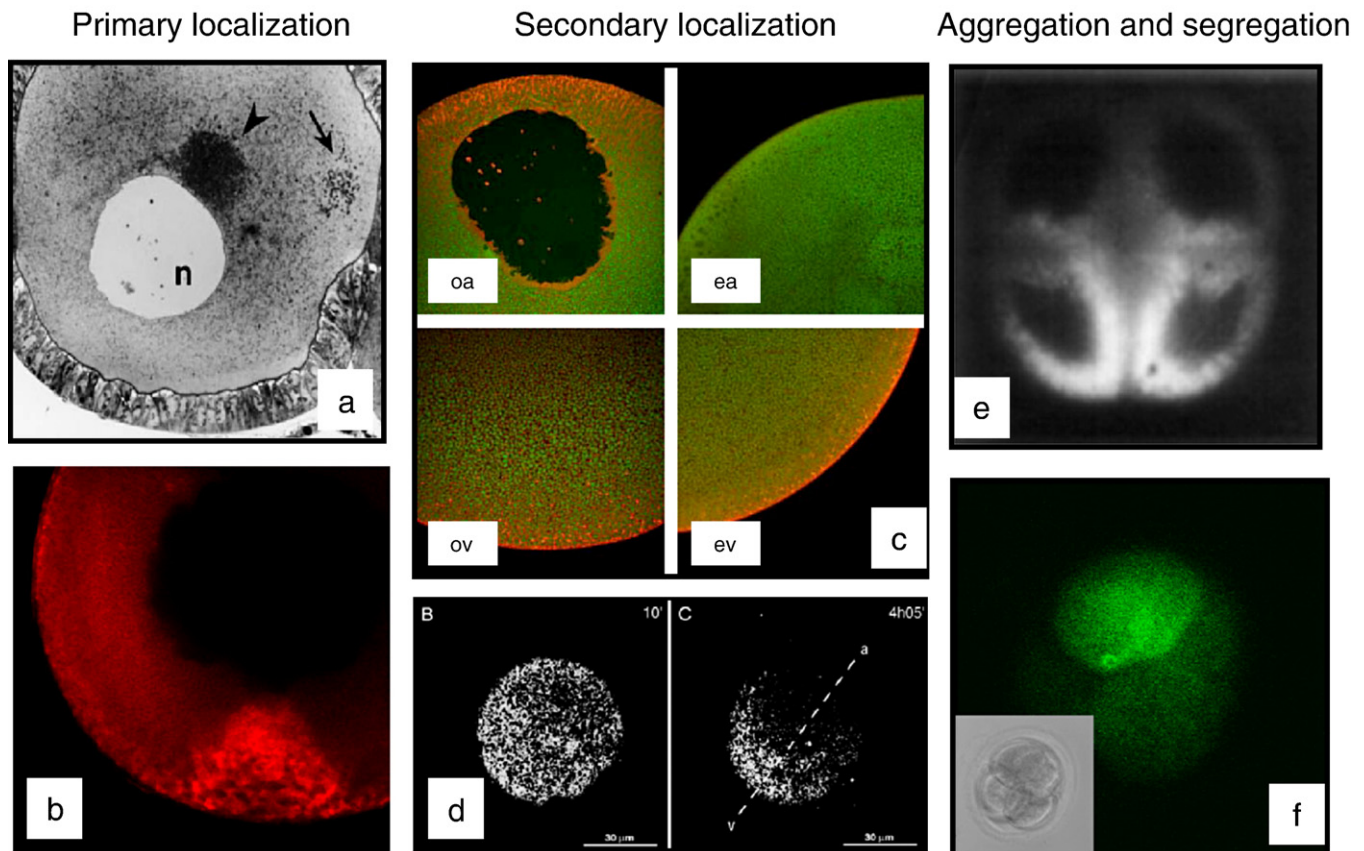 Primary localization
Secondary localization
Aggregation and segregation
n
a
b
oa
ea
ov
ev
c
B
10'
C
4h05'
a
v
d
30 µm
30 µm
e
f